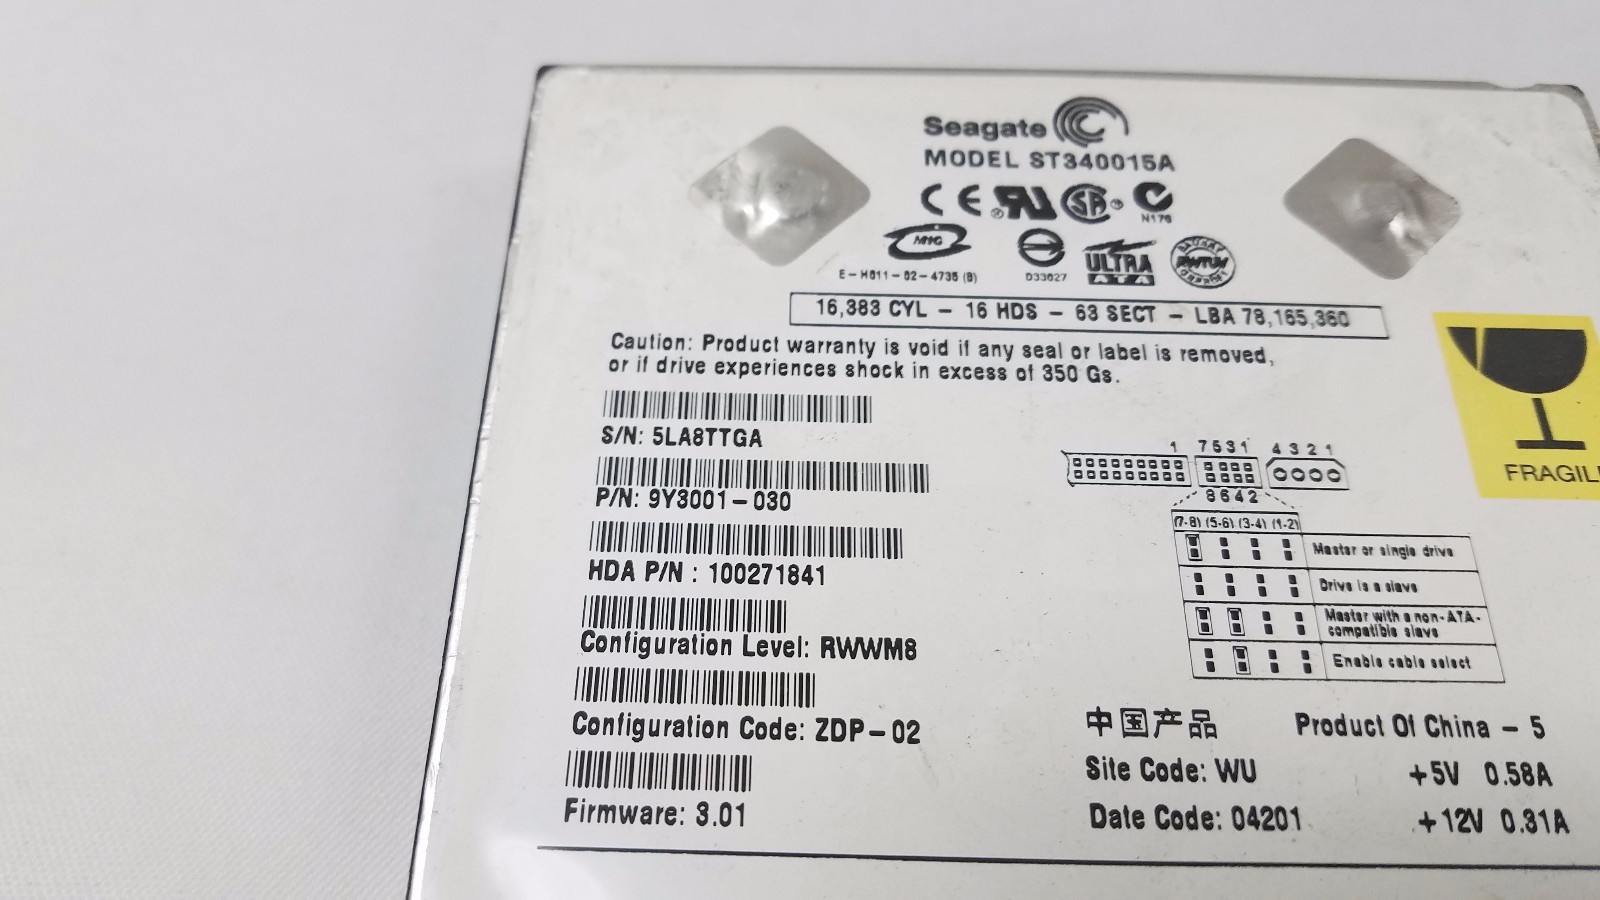 Seagate
MODEL ST340015A
N176
E-H011-02-4735 (B)
D33027
ULTRA
ATA
16,383 CYL - 16 HDS - 63 SECT - LBA 78,165,360
Caution: Product warranty is void if any seal or label is removed,
or if drive experiences shock in excess of 350 Gs.
S/N: 5LA8TTGA
P/N: 9Y3001-030
HDA P/N : 100271841
Configuration Level: RWWM8
Configuration Code: ZDP-02
Firmware: 3.01
1 7531 4321
8642
(7-8) (5-6) (3-4) (1-2)
Master or single drive
Drive is a slave
Master with a non-ATA-
compatible slave
Enable cable select
FRAGIL
中国产品 Product Of China - 5
Site Code: WU +5V 0.58A
Date Code: 04201 +12V 0.31A